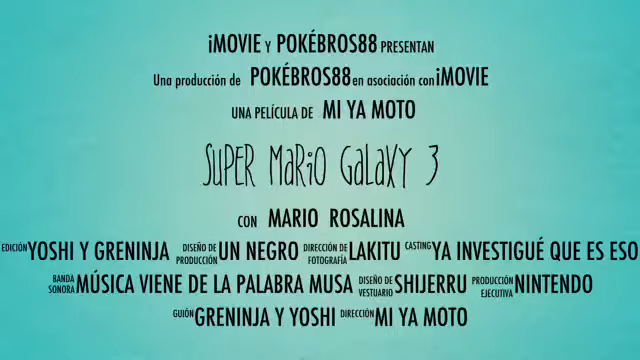 iMOVIE Y POKÉBROS88 PRESENTAN
Una producción de POKÉBROS88 en asociación con iMOVIE
UNA PELÍCULA DE MI YA MOTO
SUPER MARIO GALAXY 3
CON MARIO ROSALINA
EDICIÓN YOSHI Y GRENINJA DISEÑO DE PRODUCCIÓN UN NEGRO DIRECCIÓN DE FOTOGRAFÍA LAKITU CASTING YA INVESTIGUÉ QUE ES ESO
BANDA SONORA MÚSICA VIENE DE LA PALABRA MUSA DISEÑO DE VESTUARIO SHIJERRU PRODUCCIÓN EJECUTIVA NINTENDO
GUIÓN GRENINJA Y YOSHI DIRECCIÓN MI YA MOTO